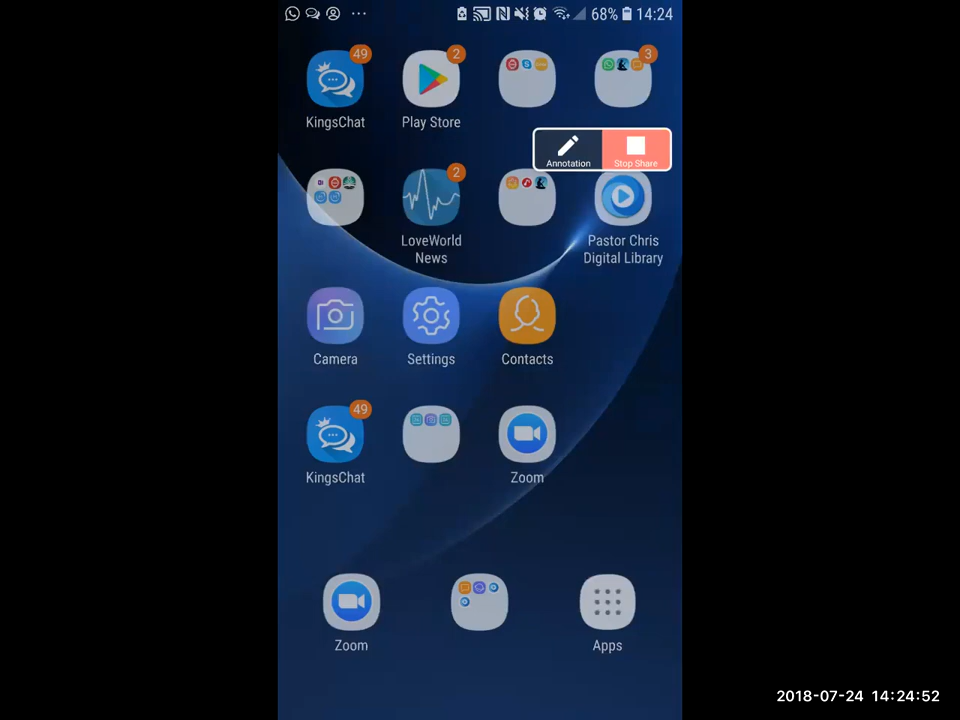 68% 14:24
49
2
3
KingsChat
Play Store
Annotation
Stop Share
2
LoveWorld
News
Pastor Chris
Digital Library
Camera
Settings
Contacts
49
KingsChat
Zoom
Zoom
Apps
2018-07-24 14:24:52